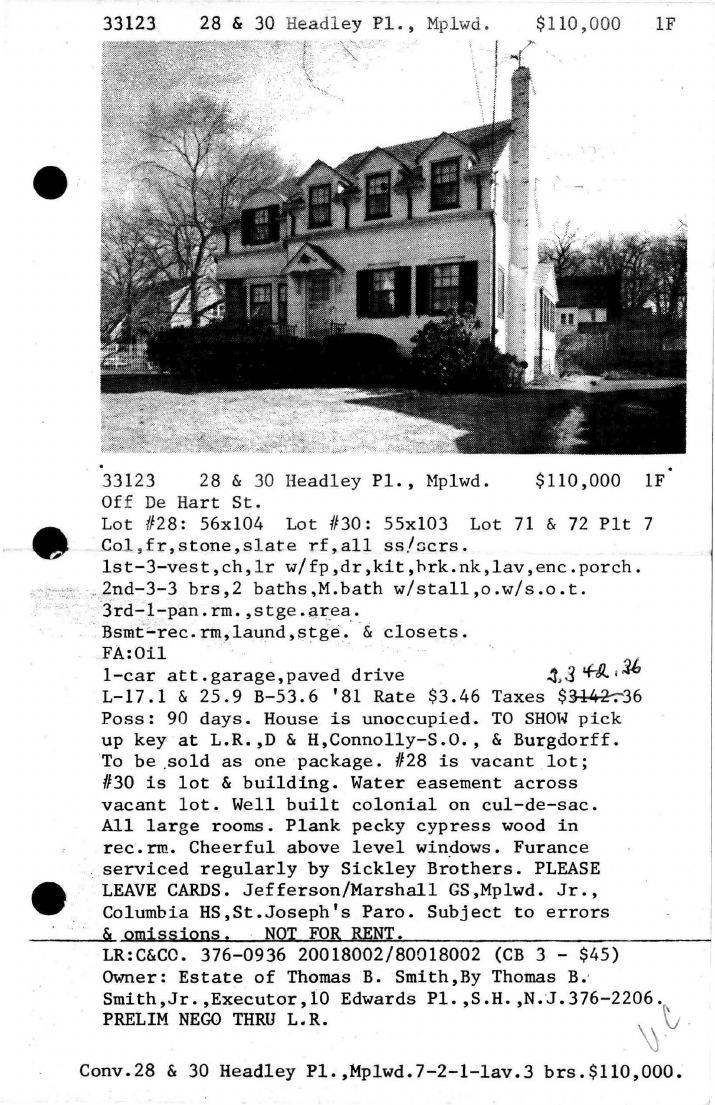 33123 28 & 30 Headley Pl., Mplwd. $110,000 1F
33123 28 & 30 Headley Pl., Mplwd. $110,000 1F
Off De Hart St.
Lot #28: 56x104 Lot #30: 55x103 Lot 71 & 72 Plt 7
Col,fr,stone,slate rf,all ss/scrs.
1st-3-vest,ch,lr w/fp,dr,kit,brk.nk,lav,enc.porch.
2nd-3-3 brs,2 baths,M.bath w/stall,o.w/s.o.t.
3rd-1-pan.rm.,stge.area.
Bsmt-rec.rm,laund,stge. & closets.
FA:Oil
1-car att.garage,paved drive 3,342.36
L-17.1 & 25.9 B-53.6 '81 Rate $3.46 Taxes $3142.36
Poss: 90 days. House is unoccupied. TO SHOW pick
up key at L.R.,D & H,Connolly-S.O., & Burgdorff.
To be sold as one package. #28 is vacant lot;
#30 is lot & building. Water easement across
vacant lot. Well built colonial on cul-de-sac.
All large rooms. Plank pecky cypress wood in
rec.rm. Cheerful above level windows. Furance
serviced regularly by Sickley Brothers. PLEASE
LEAVE CARDS. Jefferson/Marshall GS,Mplwd. Jr.,
Columbia HS,St.Joseph's Paro. Subject to errors
& omissions. NOT FOR RENT.
LR:C&CO. 376-0936 20018002/80018002 (CB 3 - $45)
Owner: Estate of Thomas B. Smith,By Thomas B.
Smith,Jr.,Executor,10 Edwards Pl.,S.H.,N.J.376-2206.
PRELIM NEGO THRU L.R.
U.C
Conv.28 & 30 Headley Pl.,Mplwd.7-2-1-lav.3 brs.$110,000.